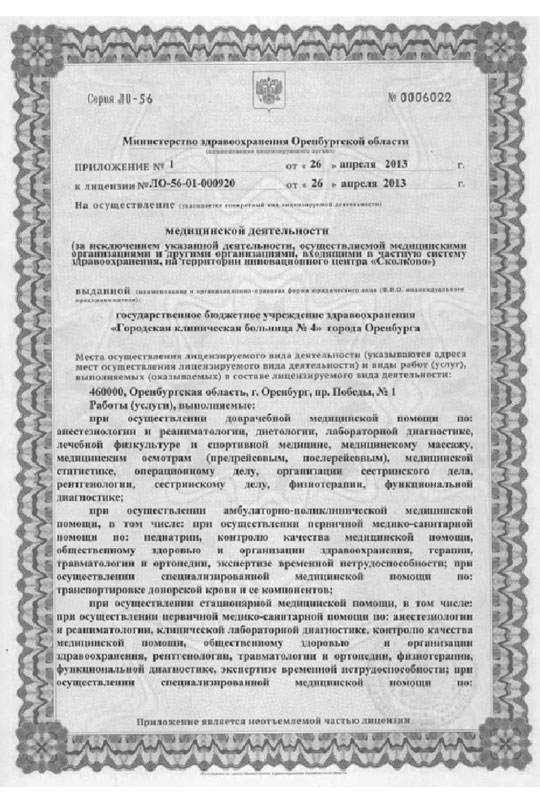 Серия ЛО-56 № 0006022
Министерство здравоохранения Оренбургской области
(наименование лицензирующего органа)
ПРИЛОЖЕНИЕ № 1 от « 26 » апреля 2013 г.
к лицензии № ЛО-56-01-000920 от « 26 » апреля 2013 г.
На осуществление (указывается конкретный вид лицензируемой деятельности)
медицинской деятельности
(за исключением указанной деятельности, осуществляемой медицинскими
организациями и другими организациями, входящими в частную систему
здравоохранения, на территории инновационного центра «Сколково»)
выданной (наименование и организационно-правовая форма юридического лица (Ф.И.О. индивидуального
предпринимателя):
государственное бюджетное учреждение здравоохранения
«Городская клиническая больница № 4» города Оренбурга
Места осуществления лицензируемого вида деятельности (указываются адреса
мест осуществления лицензируемого вида деятельности) и виды работ (услуг),
выполняемых (оказываемых) в составе лицензируемого вида деятельности:
460000, Оренбургская область, г. Оренбург, пр. Победы, № 1
Работы (услуги), выполняемые:
при осуществлении доврачебной медицинской помощи по:
анестезиологии и реаниматологии, диетологии, лабораторной диагностике,
лечебной физкультуре и спортивной медицине, медицинскому массажу,
медицинским осмотрам (предрейсовым, послерейсовым), медицинской
статистике, операционному делу, организации сестринского дела,
рентгенологии, сестринскому делу, физиотерапии, функциональной
диагностике;
при осуществлении амбулаторно-поликлинической медицинской
помощи, в том числе: при осуществлении первичной медико-санитарной
помощи по: педиатрии, контролю качества медицинской помощи,
общественному здоровью и организации здравоохранения, терапии,
травматологии и ортопедии, экспертизе временной нетрудоспособности; при
осуществлении специализированной медицинской помощи по:
транспортировке донорской крови и ее компонентов;
при осуществлении стационарной медицинской помощи, в том числе:
при осуществлении первичной медико-санитарной помощи по: анестезиологии
и реаниматологии, клинической лабораторной диагностике, контролю качества
медицинской помощи, общественному здоровью и организации
здравоохранения, рентгенологии, травматологии и ортопедии, физиотерапии,
функциональной диагностике, экспертизе временной нетрудоспособности; при
осуществлении специализированной медицинской помощи по:
Приложение является неотъемлемой частью лицензии